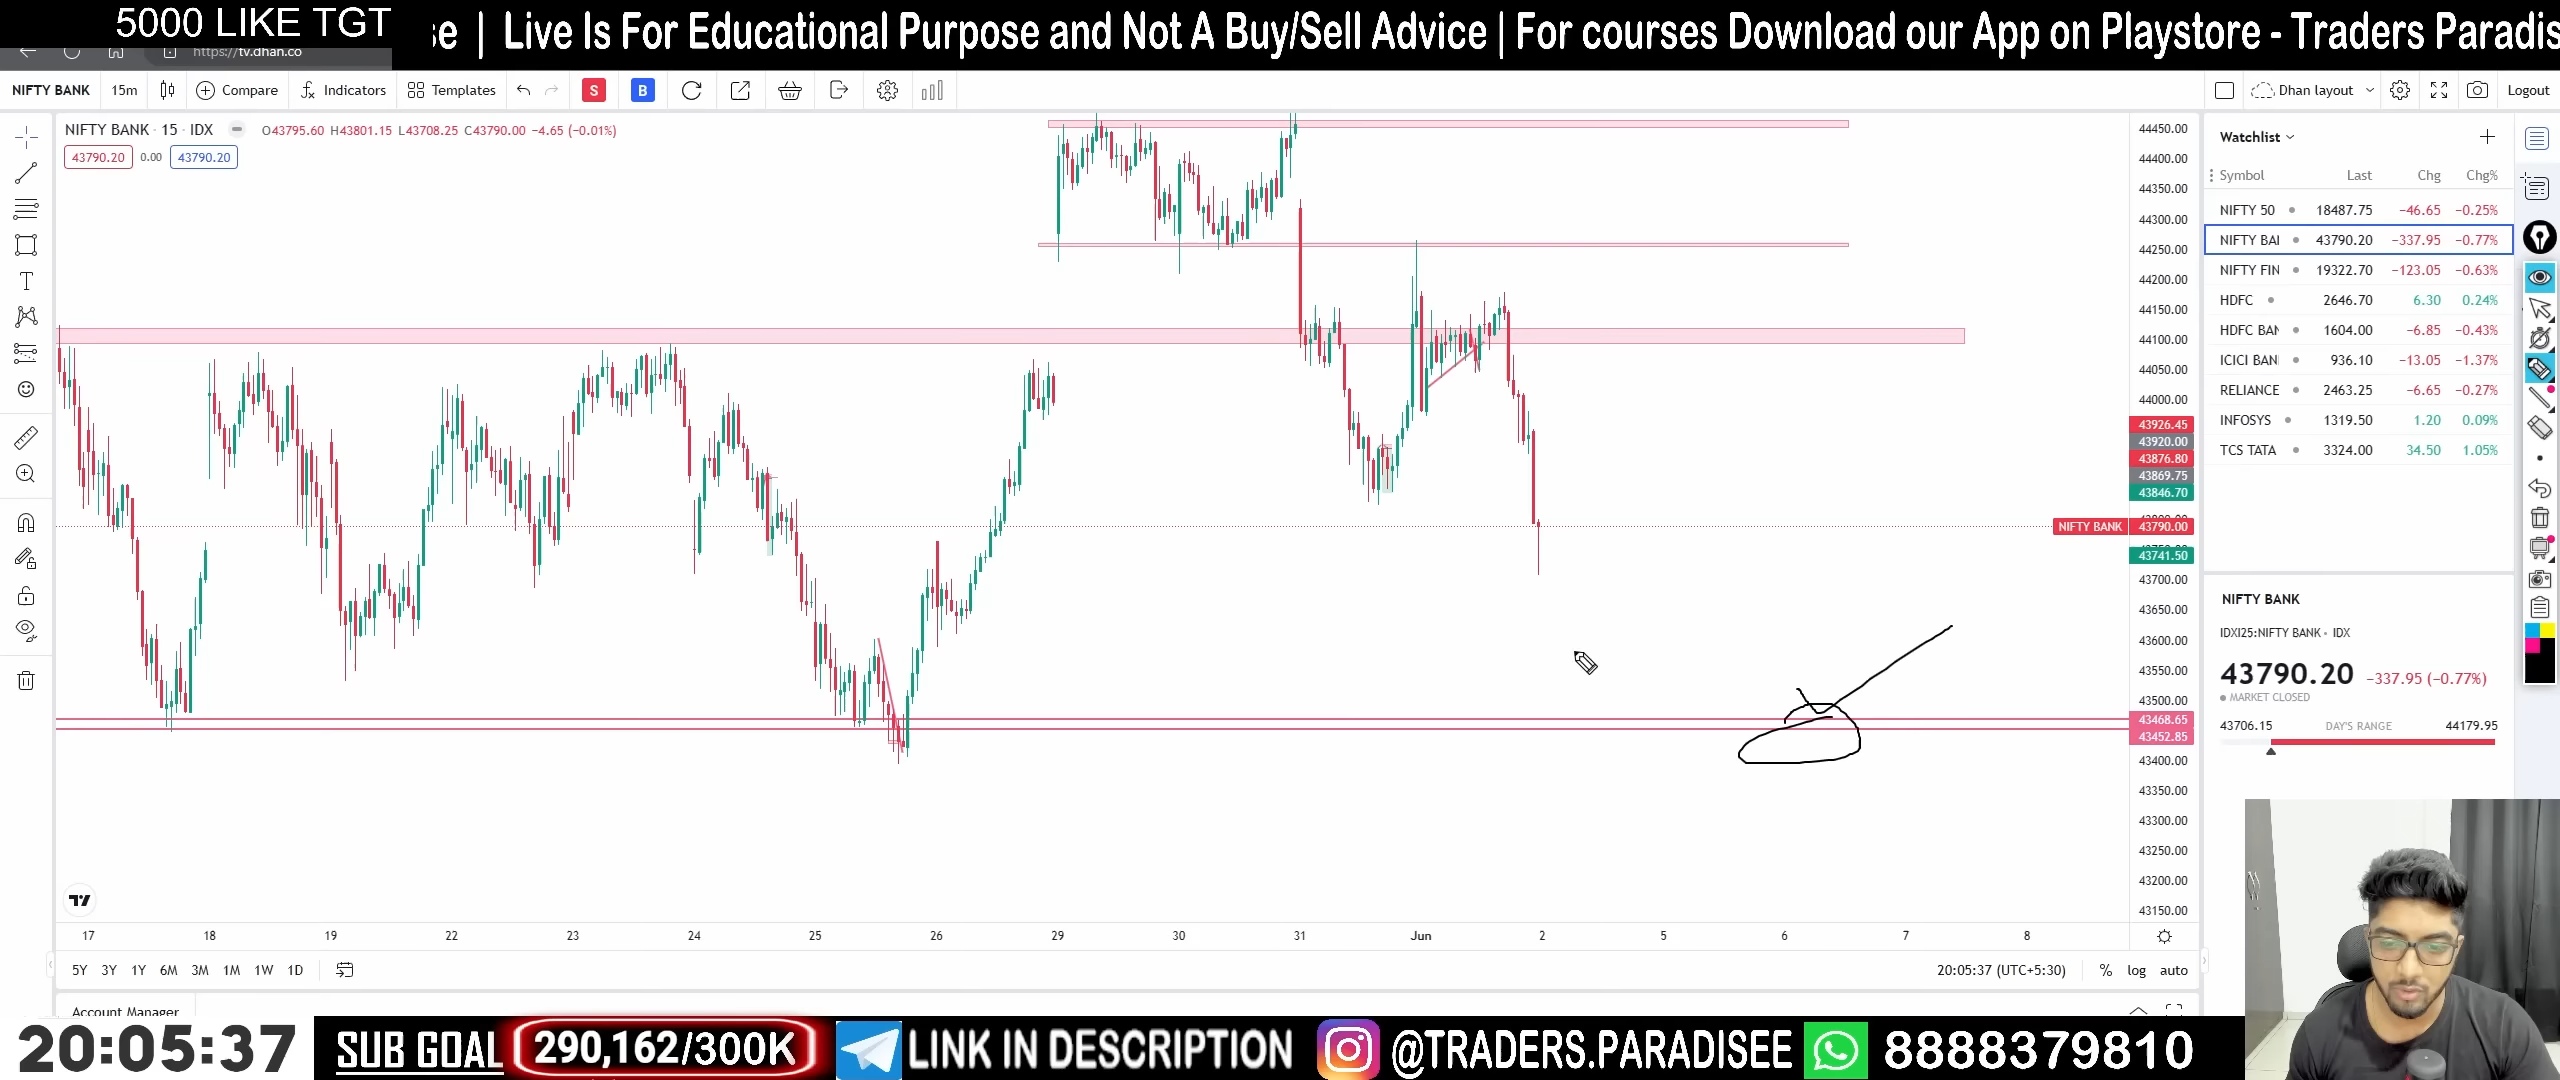 5000 LIKE TGT
se | Live Is For Educational Purpose and Not A Buy/Sell Advice | For courses Download our App on Playstore - Traders Paradis
https://tv.dhan.co
NIFTY BANK 15m Compare Indicators Templates S B Dhan layout Logout
NIFTY BANK · 15 · IDX O43795.60 H43801.15 L43708.25 C43790.00 −4.65 (−0.01%)
43790.20 0.00 43790.20
44450.00
44400.00
44350.00
44300.00
44250.00
44200.00
44150.00
44100.00
44050.00
44000.00
43926.45
43920.00
43876.80
43869.75
43846.70
NIFTY BANK 43790.00
43741.50
43700.00
43650.00
43600.00
43550.00
43500.00
43468.65
43452.85
43400.00
43350.00
43300.00
43250.00
43200.00
43150.00
17 18 19 22 23 24 25 26 29 30 31 Jun 2 5 6 7 8
5Y 3Y 1Y 6M 3M 1M 1W 1D
20:05:37 (UTC+5:30) % log auto
Account Manager
Watchlist
Symbol Last Chg Chg%
NIFTY 50 18487.75 −46.65 −0.25%
NIFTY BAI 43790.20 −337.95 −0.77%
NIFTY FIN 19322.70 −123.05 −0.63%
HDFC 2646.70 6.30 0.24%
HDFC BAN 1604.00 −6.85 −0.43%
ICICI BAN 936.10 −13.05 −1.37%
RELIANCE 2463.25 −6.65 −0.27%
INFOSYS 1319.50 1.20 0.09%
TCS TATA 3324.00 34.50 1.05%
NIFTY BANK
IDXI25:NIFTY BANK • IDX
43790.20 −337.95 (−0.77%)
MARKET CLOSED
43706.15 DAY'S RANGE 44179.95
20:05:37 SUB GOAL 290,162/300K LINK IN DESCRIPTION @TRADERS.PARADISEE 8888379810